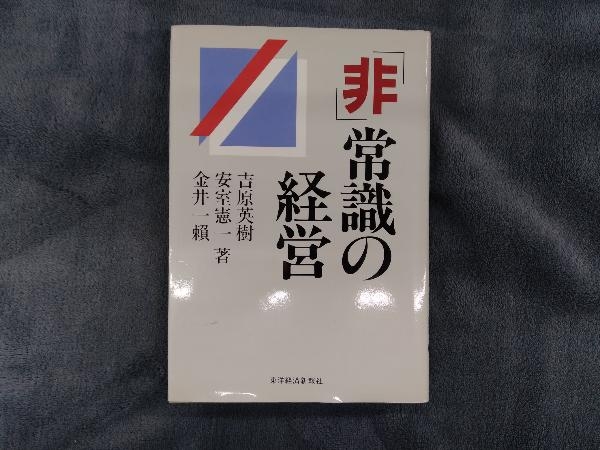 「非」常識の
経営
吉原英樹
安室憲一 著
金井一賴
東洋経済新報社